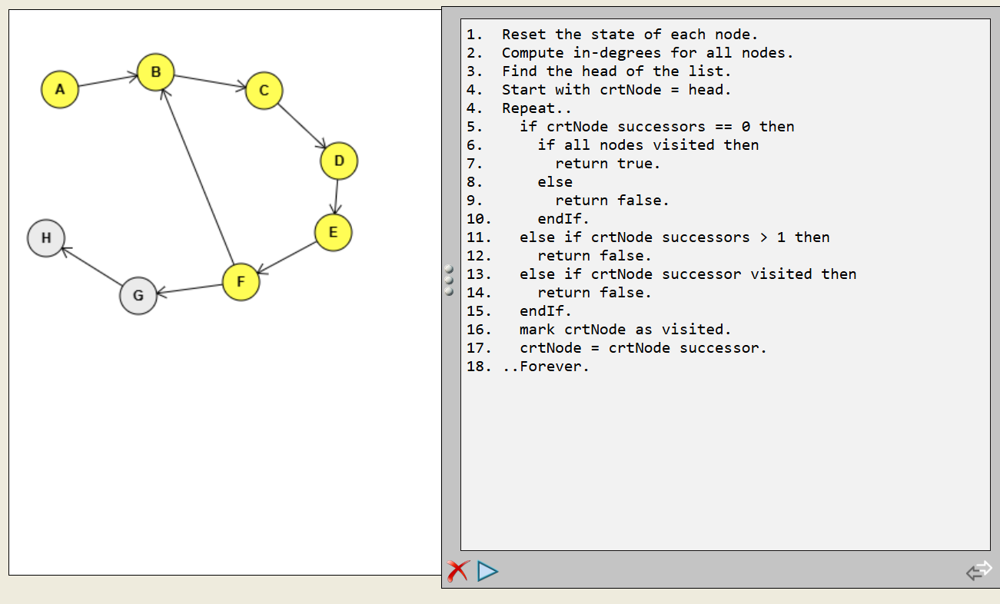 A
B
C
D
E
F
G
H
1. Reset the state of each node.
2. Compute in-degrees for all nodes.
3. Find the head of the list.
4. Start with crtNode = head.
4. Repeat..
5. if crtNode successors == 0 then
6. if all nodes visited then
7. return true.
8. else
9. return false.
10. endIf.
11. else if crtNode successors > 1 then
12. return false.
13. else if crtNode successor visited then
14. return false.
15. endIf.
16. mark crtNode as visited.
17. crtNode = crtNode successor.
18. ..Forever.